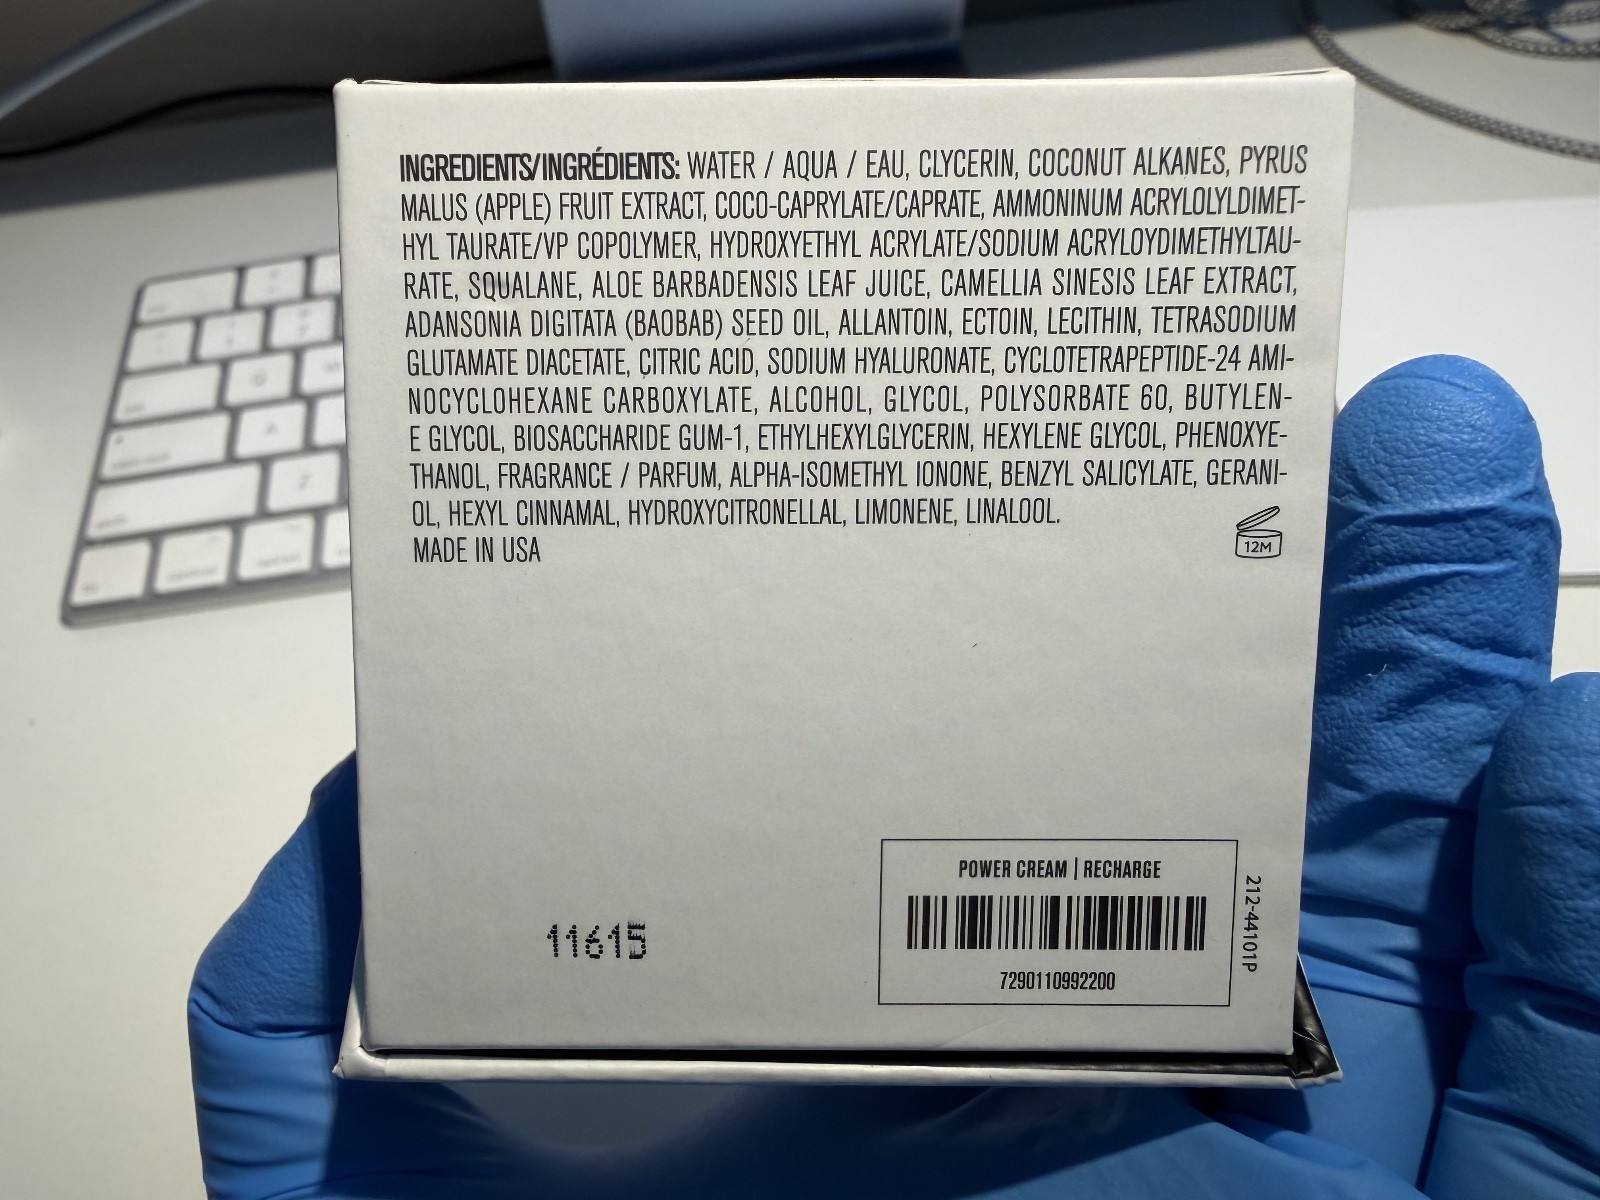 INGREDIENTS/INGRÉDIENTS: WATER / AQUA / EAU, CLYCERIN, COCONUT ALKANES, PYRUS
MALUS (APPLE) FRUIT EXTRACT, COCO-CAPRYLATE/CAPRATE, AMMONINUM ACRYLOLYLDIMET-
HYL TAURATE/VP COPOLYMER, HYDROXYETHYL ACRYLATE/SODIUM ACRYLOYDIMETHYLTAU-
RATE, SQUALANE, ALOE BARBADENSIS LEAF JUICE, CAMELLIA SINESIS LEAF EXTRACT,
ADANSONIA DIGITATA (BAOBAB) SEED OIL, ALLANTOIN, ECTOIN, LECITHIN, TETRASODIUM
GLUTAMATE DIACETATE, CITRIC ACID, SODIUM HYALURONATE, CYCLOTETRAPEPTIDE-24 AMI-
NOCYCLOHEXANE CARBOXYLATE, ALCOHOL, GLYCOL, POLYSORBATE 60, BUTYLEN-
E GLYCOL, BIOSACCHARIDE GUM-1, ETHYLHEXYLGLYCERIN, HEXYLENE GLYCOL, PHENOXYE-
THANOL, FRAGRANCE / PARFUM, ALPHA-ISOMETHYL IONONE, BENZYL SALICYLATE, GERANI-
OL, HEXYL CINNAMAL, HYDROXYCITRONELLAL, LIMONENE, LINALOOL.
MADE IN USA
12M
POWER CREAM | RECHARGE
7290110992200
212-44101P
11615
A
Z